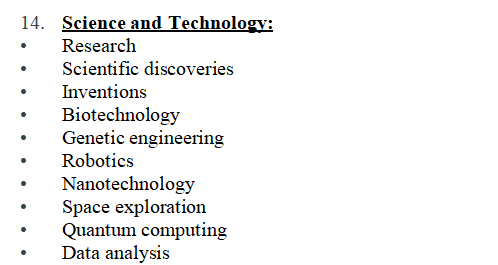 14. Science and Technology:
• Research
• Scientific discoveries
• Inventions
• Biotechnology
• Genetic engineering
• Robotics
• Nanotechnology
• Space exploration
• Quantum computing
• Data analysis